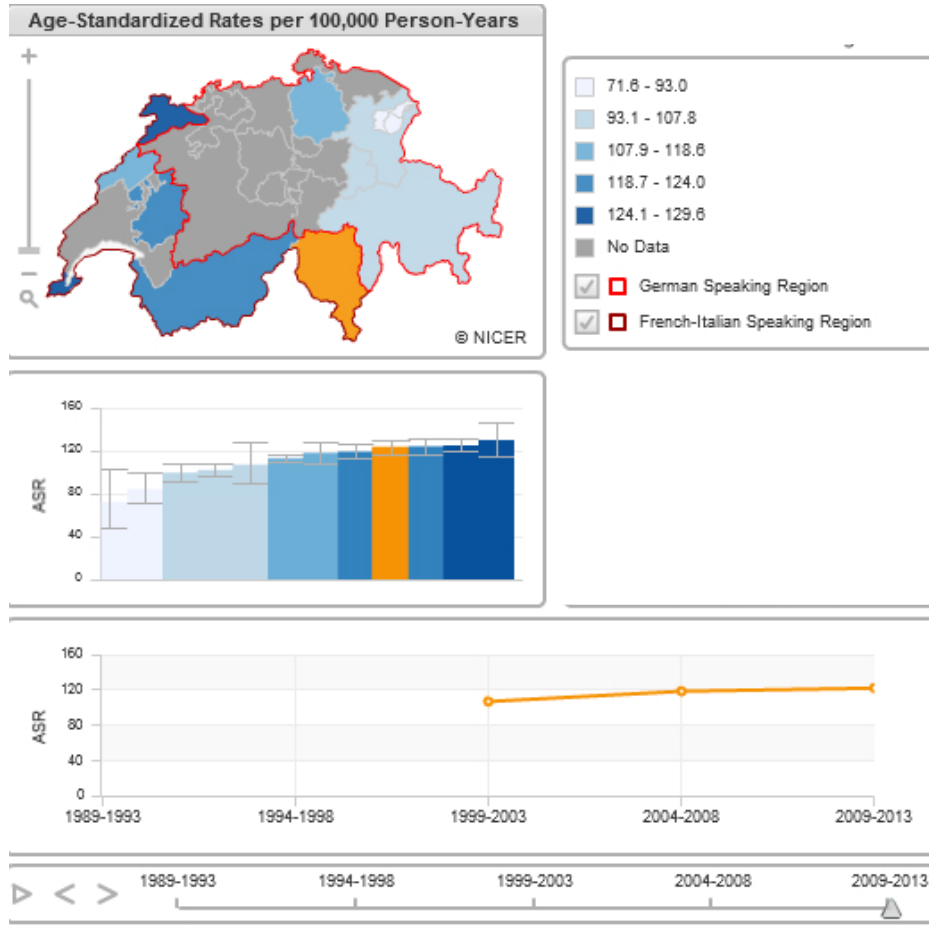 Age-Standardized Rates per 100,000 Person-Years
71.6 - 93.0
93.1 - 107.8
107.9 - 118.6
118.7 - 124.0
124.1 - 129.6
No Data
German Speaking Region
French-Italian Speaking Region
© NICER
160
120
80
40
0
ASR
160
120
80
40
0
ASR
1989-1993 1994-1998 1999-2003 2004-2008 2009-2013
1989-1993 1994-1998 1999-2003 2004-2008 2009-2013